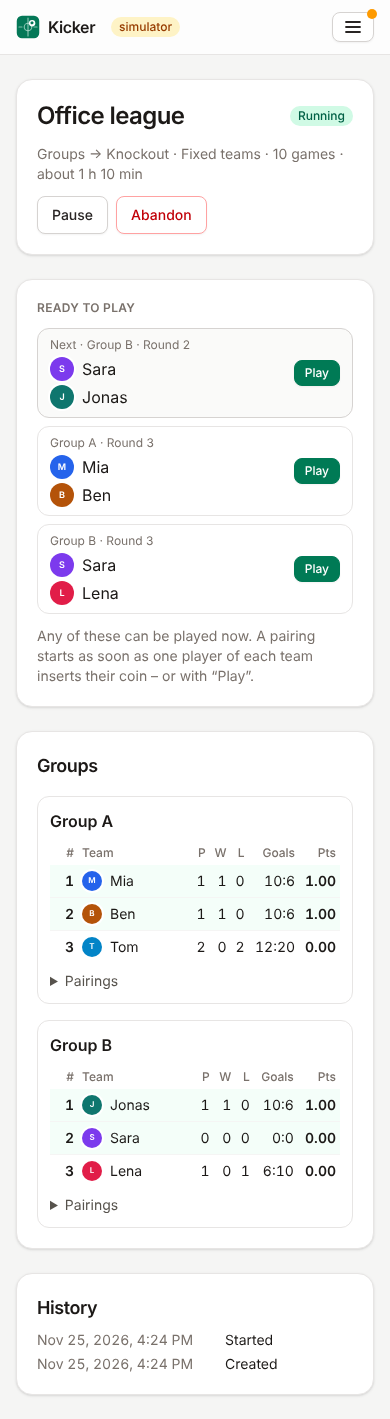 Kicker simulator
Office league Running
Groups → Knockout · Fixed teams · 10 games ·
about 1 h 10 min
Pause Abandon
READY TO PLAY
Next · Group B · Round 2
S Sara
J Jonas
Play
Group A · Round 3
M Mia
B Ben
Play
Group B · Round 3
S Sara
L Lena
Play
Any of these can be played now. A pairing
starts as soon as one player of each team
inserts their coin – or with “Play”.
Groups
Group A
# Team P W L Goals Pts
1 M Mia 1 1 0 10:6 1.00
2 B Ben 1 1 0 10:6 1.00
3 T Tom 2 0 2 12:20 0.00
▶ Pairings
Group B
# Team P W L Goals Pts
1 J Jonas 1 1 0 10:6 1.00
2 S Sara 0 0 0 0:0 0.00
3 L Lena 1 0 1 6:10 0.00
▶ Pairings
History
Nov 25, 2026, 4:24 PM Started
Nov 25, 2026, 4:24 PM Created